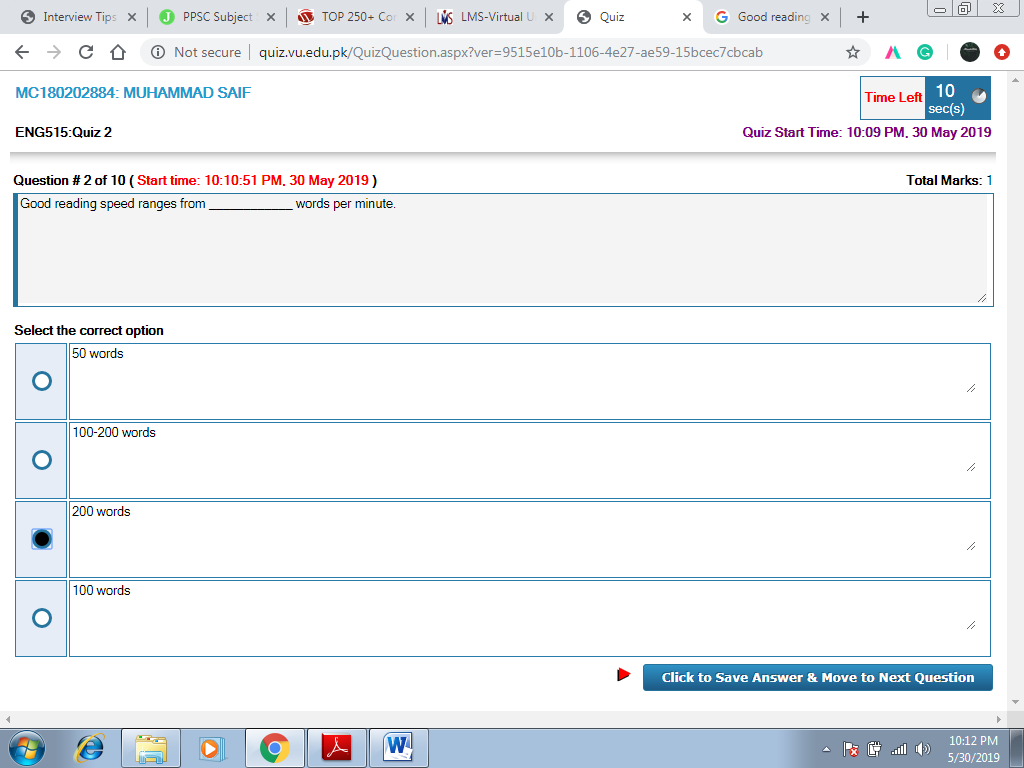 Interview Tips
PPSC Subject
TOP 250+ Co
LMS-Virtual U
Quiz
Good reading
Not secure
quiz.vu.edu.pk/QuizQuestion.aspx?ver=9515e10b-1106-4e27-ae59-15bcec7cbcab
MC180202884: MUHAMMAD SAIF
Time Left
10
sec(s)
ENG515:Quiz 2
Quiz Start Time: 10:09 PM, 30 May 2019
Question # 2 of 10 ( Start time: 10:10:51 PM, 30 May 2019 )
Total Marks: 1
Good reading speed ranges from ____________ words per minute.
Select the correct option
50 words
100-200 words
200 words
100 words
Click to Save Answer & Move to Next Question
10:12 PM
5/30/2019